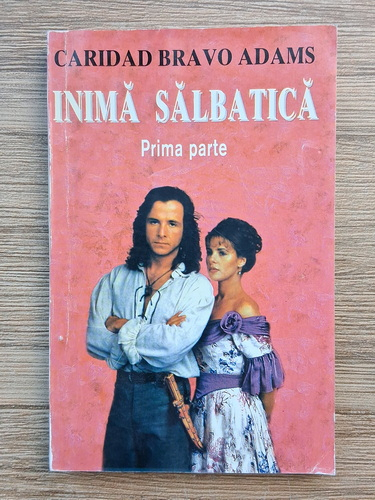 CARIDAD BRAVO ADAMS
INIMĂ SĂLBATICĂ
Prima parte